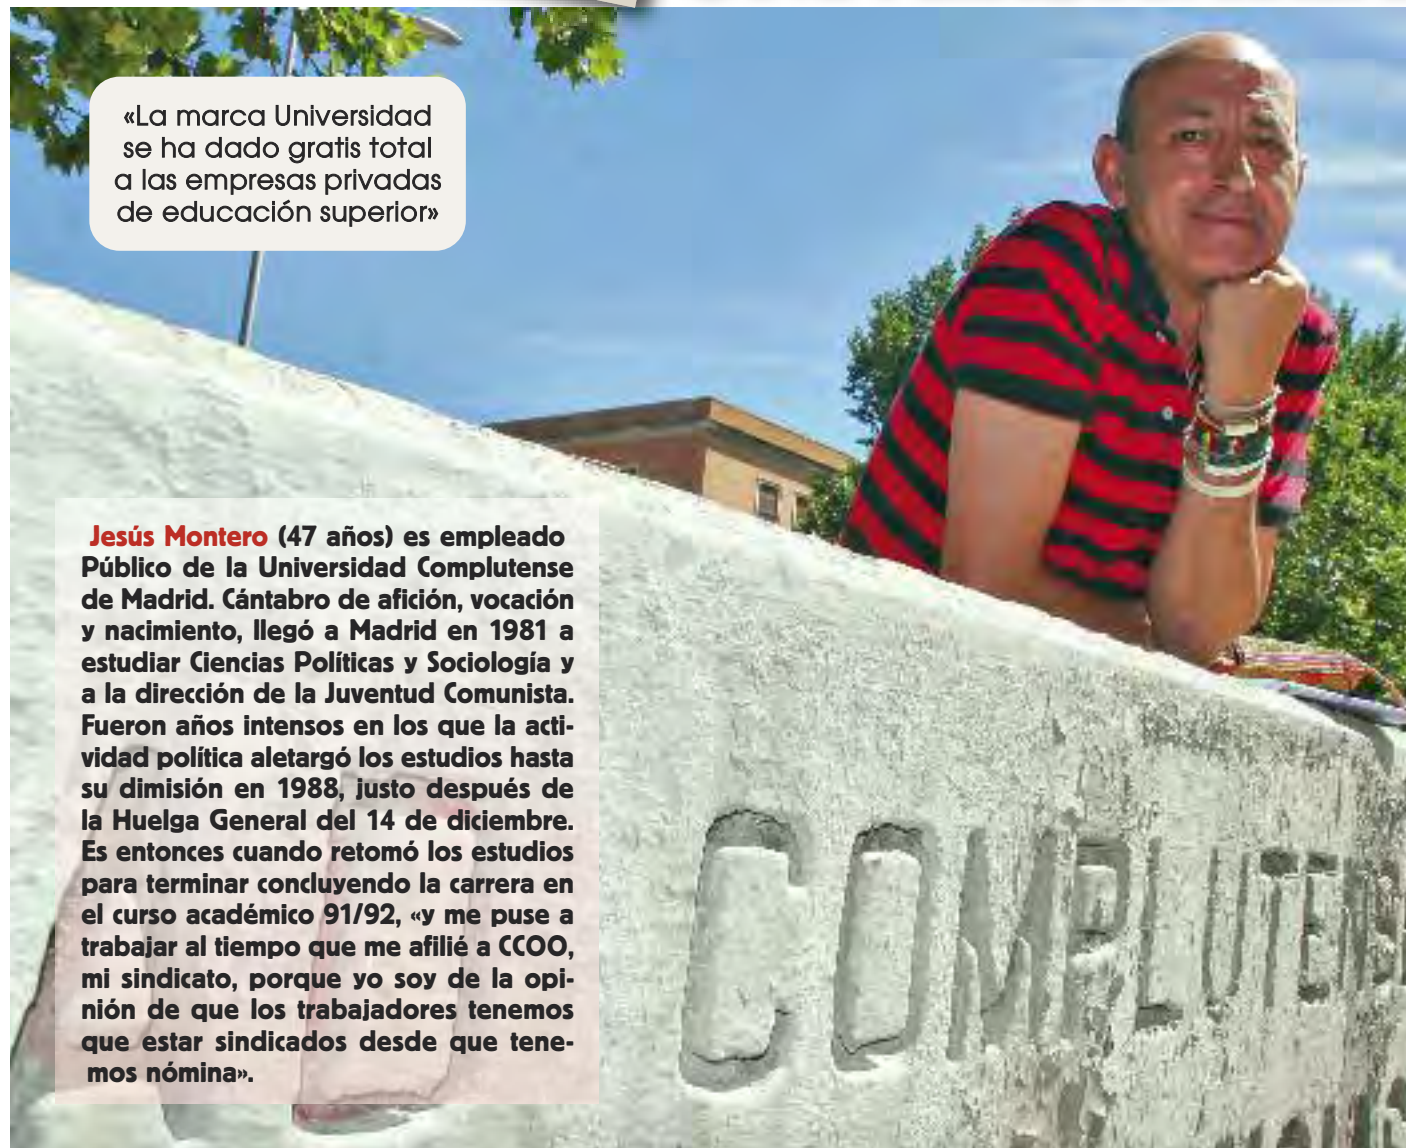 «La marca Universidad
se ha dado gratis total
a las empresas privadas
de educación superior»
Jesús Montero (47 años) es empleado
Público de la Universidad Complutense
de Madrid. Cántabro de afición, vocación
y nacimiento, llegó a Madrid en 1981 a
estudiar Ciencias Políticas y Sociología y
a la dirección de la Juventud Comunista.
Fueron años intensos en los que la acti-
vidad política aletargó los estudios hasta
su dimisión en 1988, justo después de
la Huelga General del 14 de diciembre.
Es entonces cuando retomó los estudios
para terminar concluyendo la carrera en
el curso académico 91/92, «y me puse a
trabajar al tiempo que me afilié a CCOO,
mi sindicato, porque yo soy de la opi-
nión de que los trabajadores tenemos
que estar sindicados desde que tene-
mos nómina».
COMPLUTENS